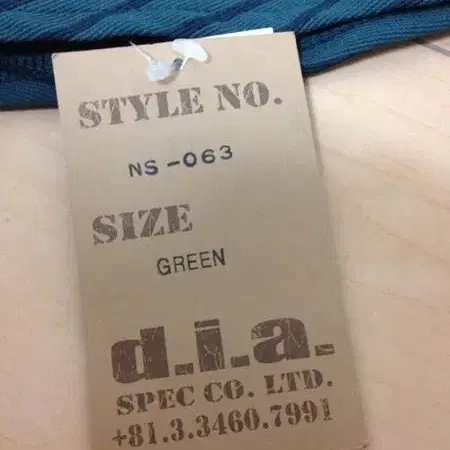 STYLE NO.
NS-063
SIZE
GREEN
d.i.a.
SPEC CO. LTD.
+81.3.3460.7991